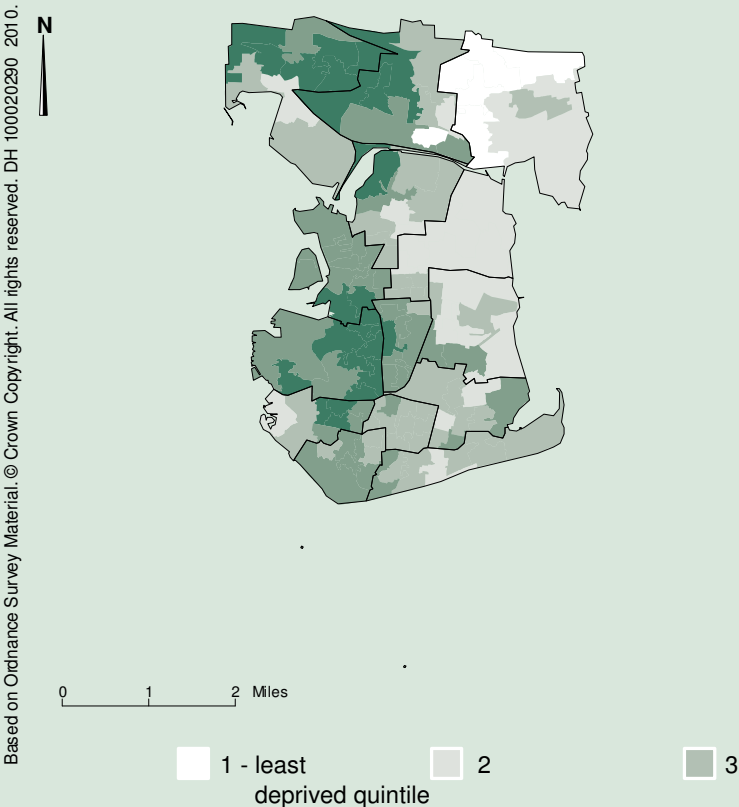 Based on Ordnance Survey Material. © Crown Copyright. All rights reserved. DH 100020290 2010.
N
0 1 2 Miles
1 - least
deprived quintile
2
3